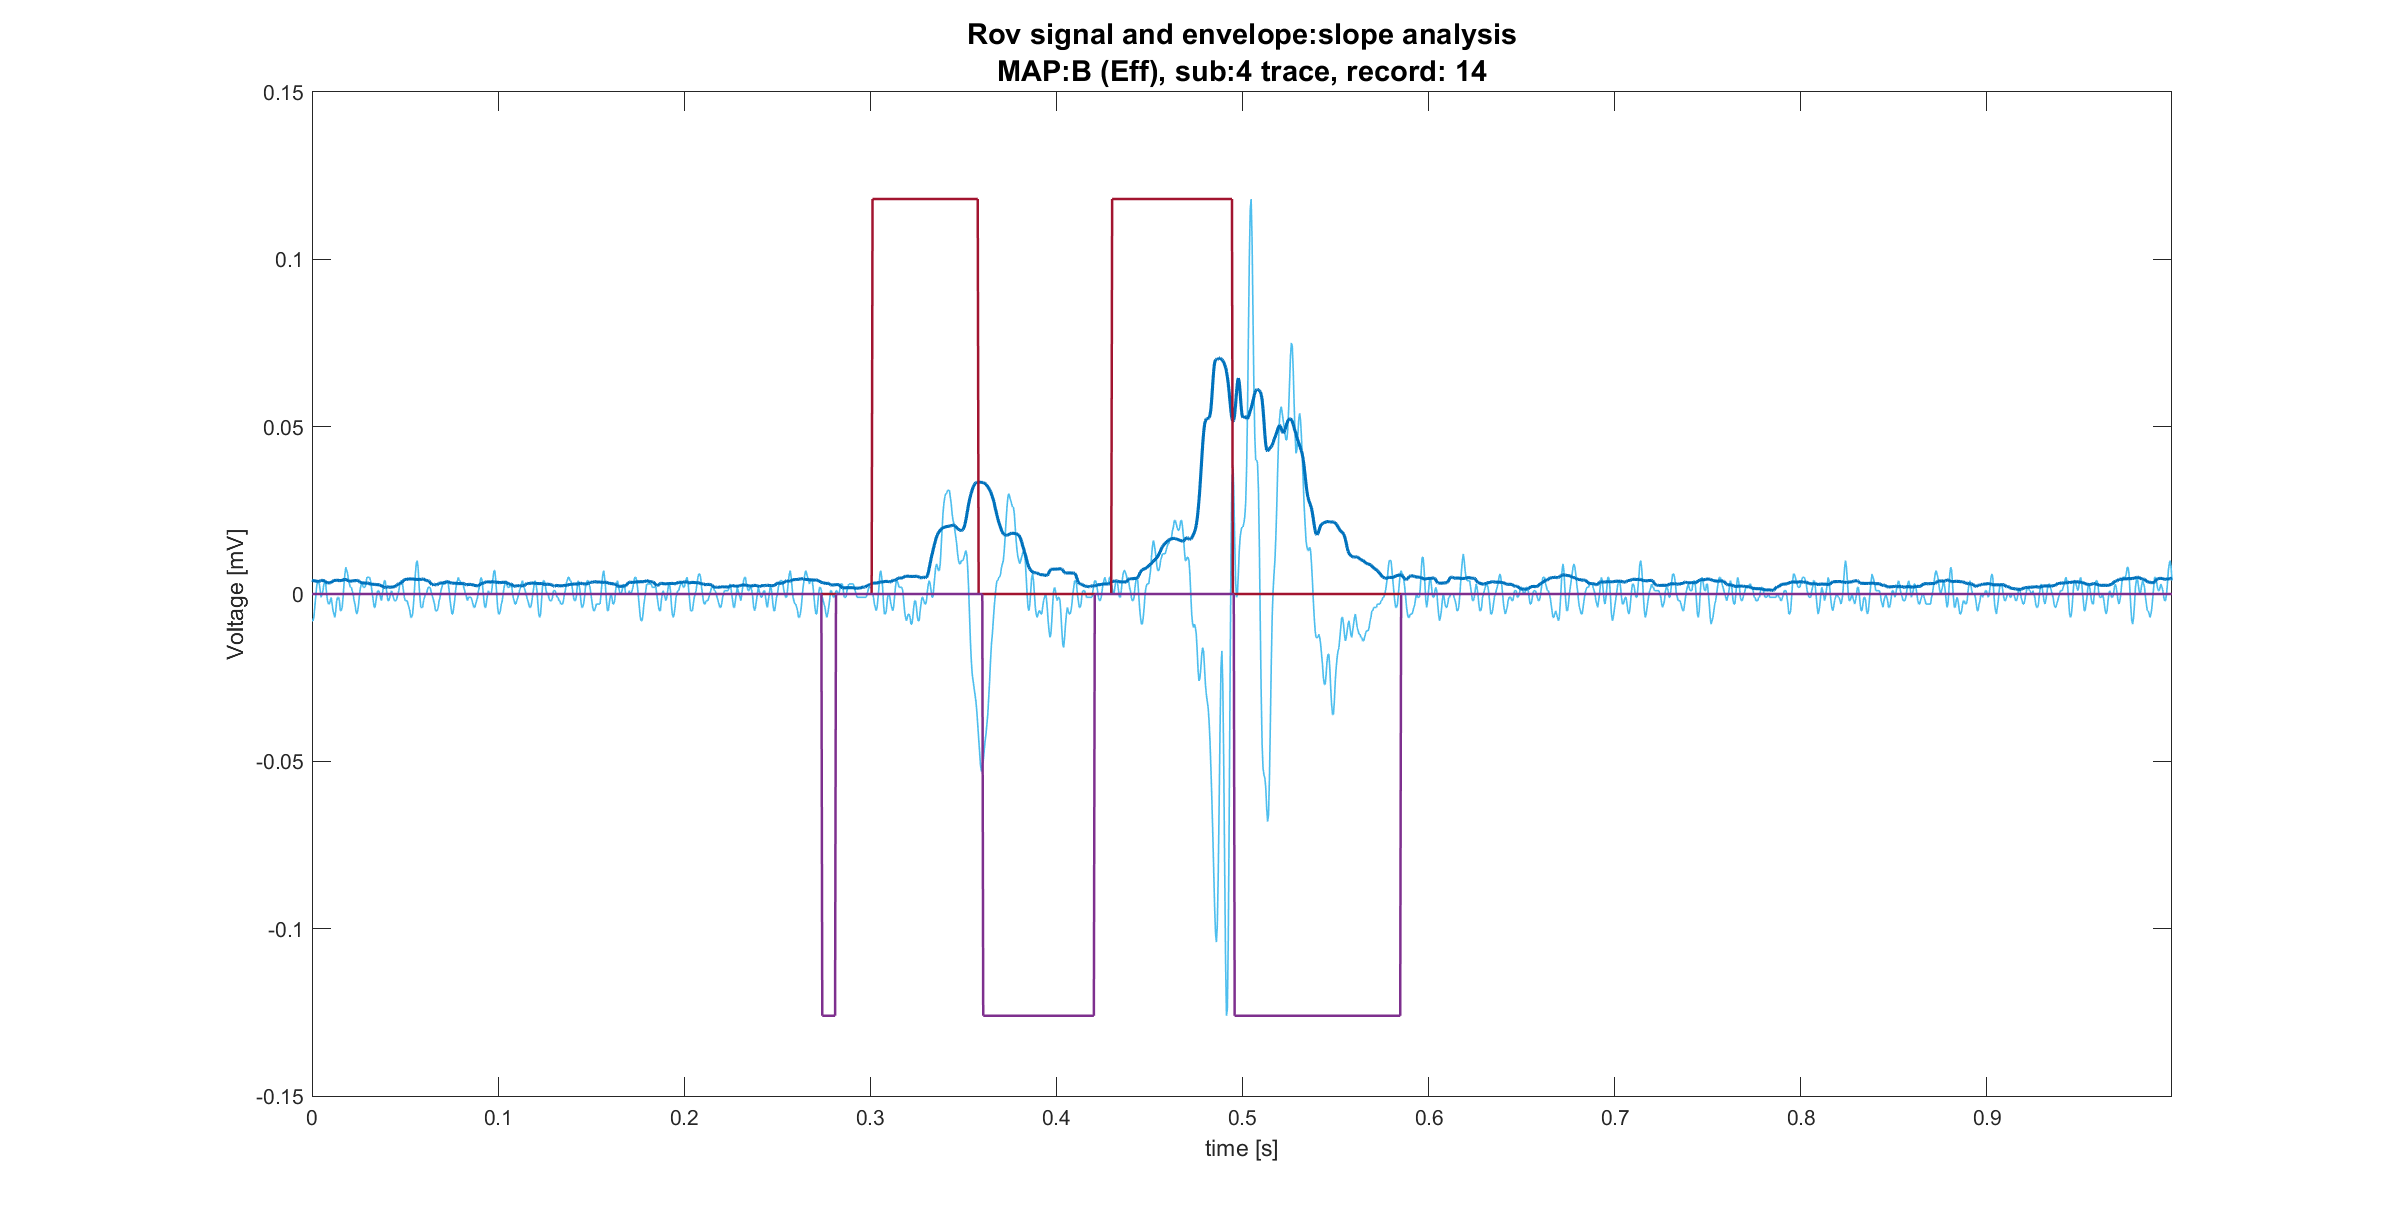 Rov signal and envelope:slope analysis
MAP:B (Eff), sub:4 trace, record: 14
0.15
0.1
0.05
0
-0.05
-0.1
-0.15
Voltage [mV]
0 0.1 0.2 0.3 0.4 0.5 0.6 0.7 0.8 0.9
time [s]